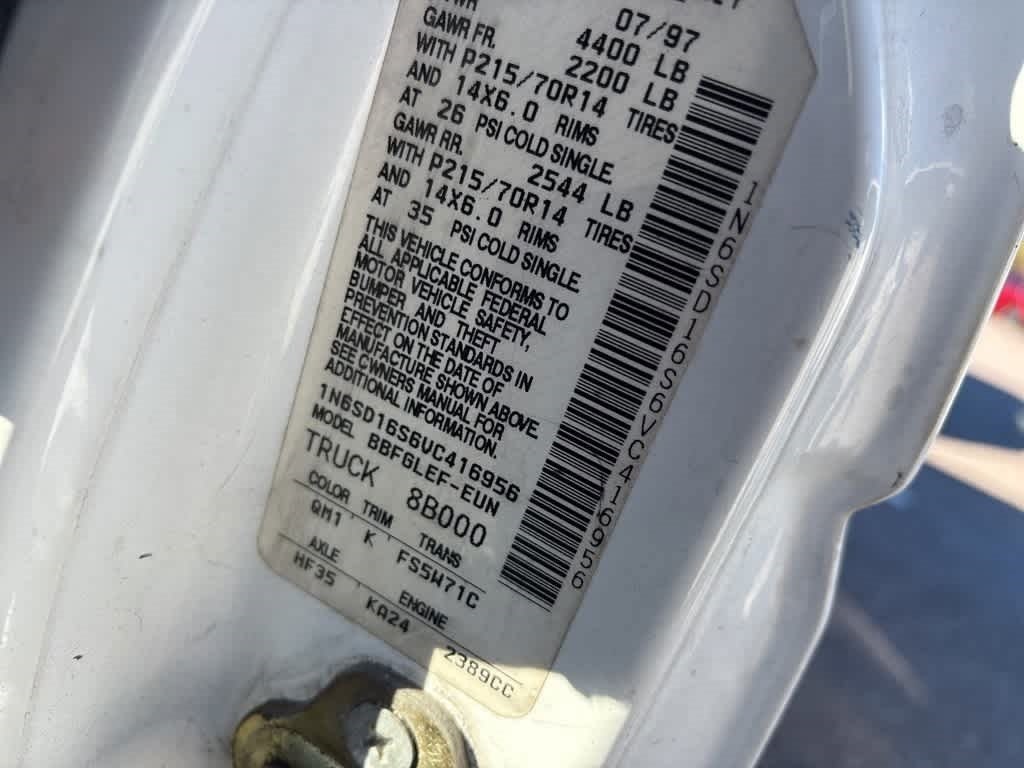 07/97
4400 LB
GAWR FR. 2200 LB
WITH P215/70R14 TIRES
AND 14X6.0 RIMS
AT 26 PSI COLD SINGLE
GAWR RR. 2544 LB
WITH P215/70R14 TIRES
AND 14X6.0 RIMS
AT 35 PSI COLD SINGLE
THIS VEHICLE CONFORMS TO
ALL APPLICABLE FEDERAL
MOTOR VEHICLE SAFETY,
BUMPER AND THEFT
PREVENTION STANDARDS IN
EFFECT ON THE DATE OF
MANUFACTURE SHOWN ABOVE.
SEE OWNERS MANUAL FOR
ADDITIONAL INFORMATION.
1N6SD16S6VC416956
MODEL BBFGLEF-EUN
TRUCK 8B000
COLOR TRIM TRANS
QM1 K FS5W71C
AXLE ENGINE
HF35 KA24 2389CC
1N6SD16S6VC416956